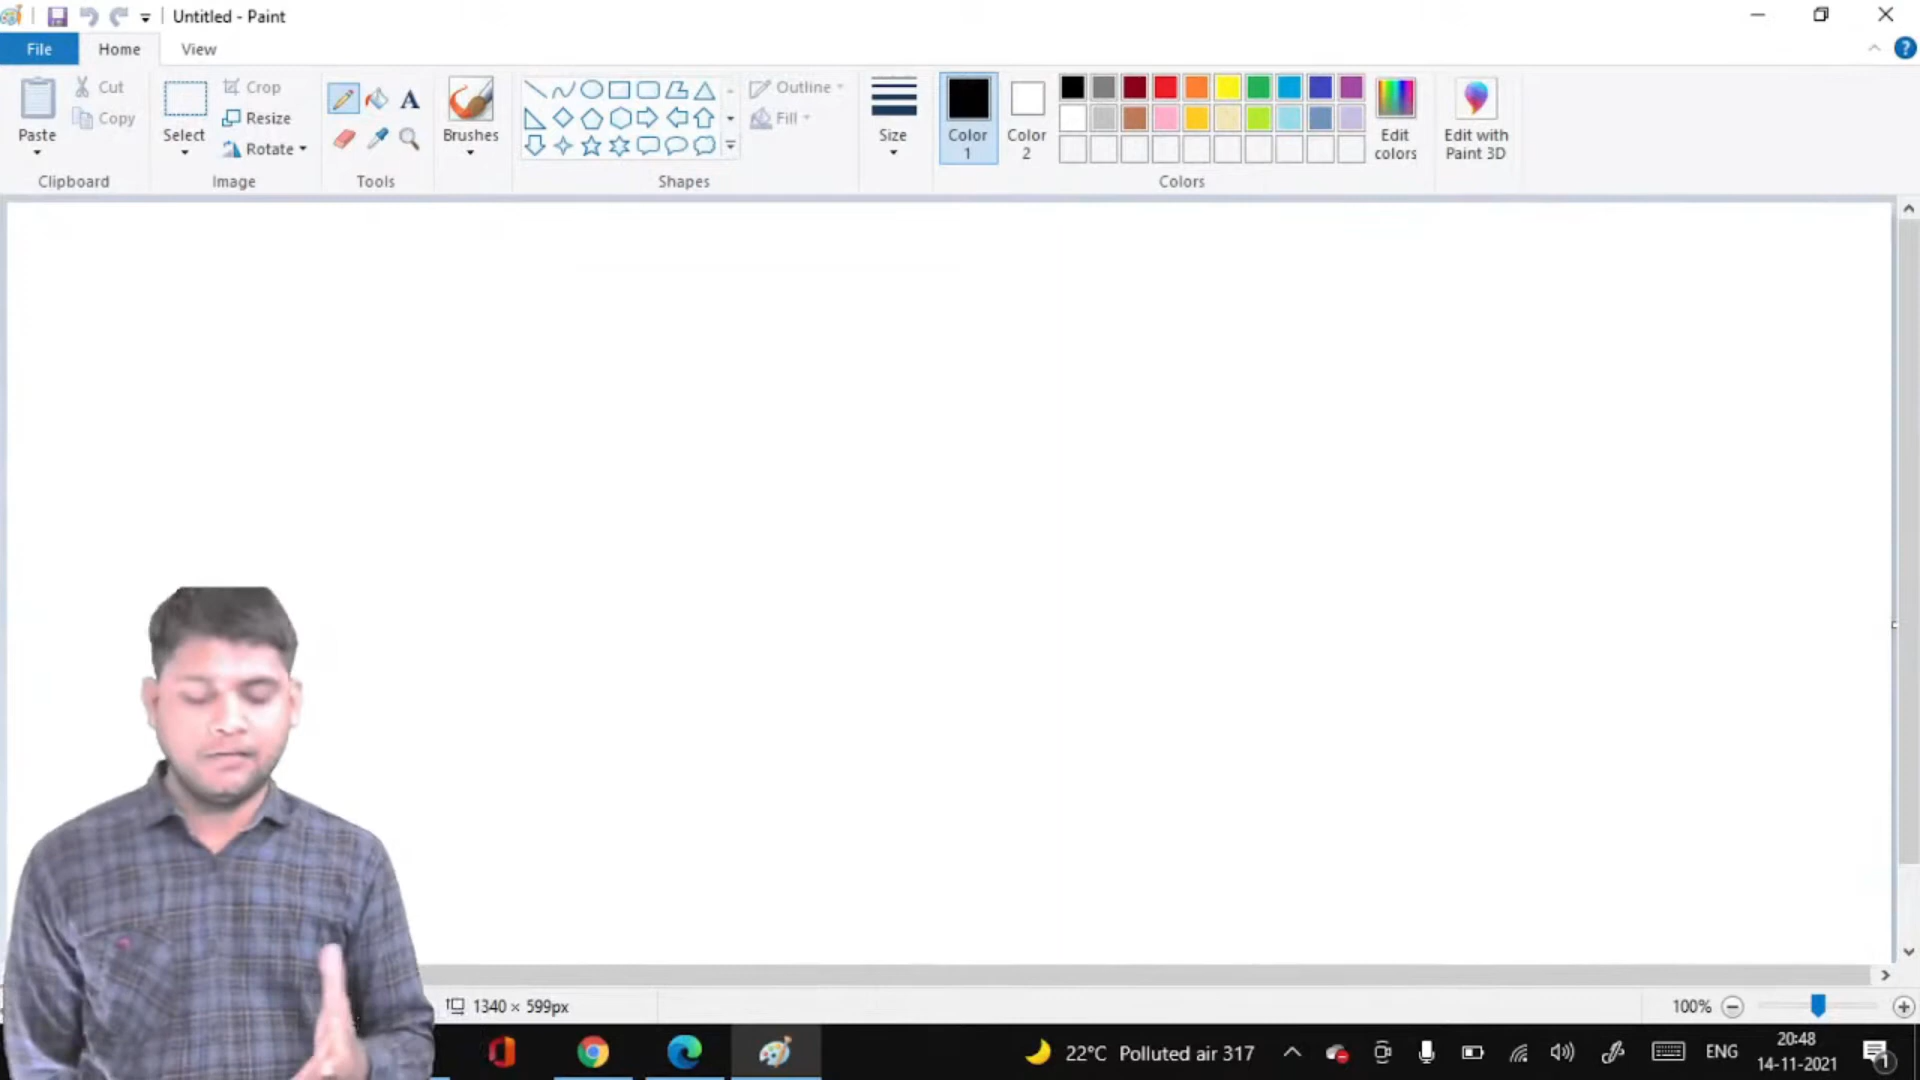 Untitled - Paint
File Home View
Paste
Cut
Copy
Clipboard
Select
Crop
Resize
Rotate
Image
A
Tools
Brushes
Shapes
Outline
Fill
Size
Color 1
Color 2
Edit colors
Colors
Edit with Paint 3D
?
1340 × 599px
100%
22°C Polluted air 317
ENG
20:48
14-11-2021
1